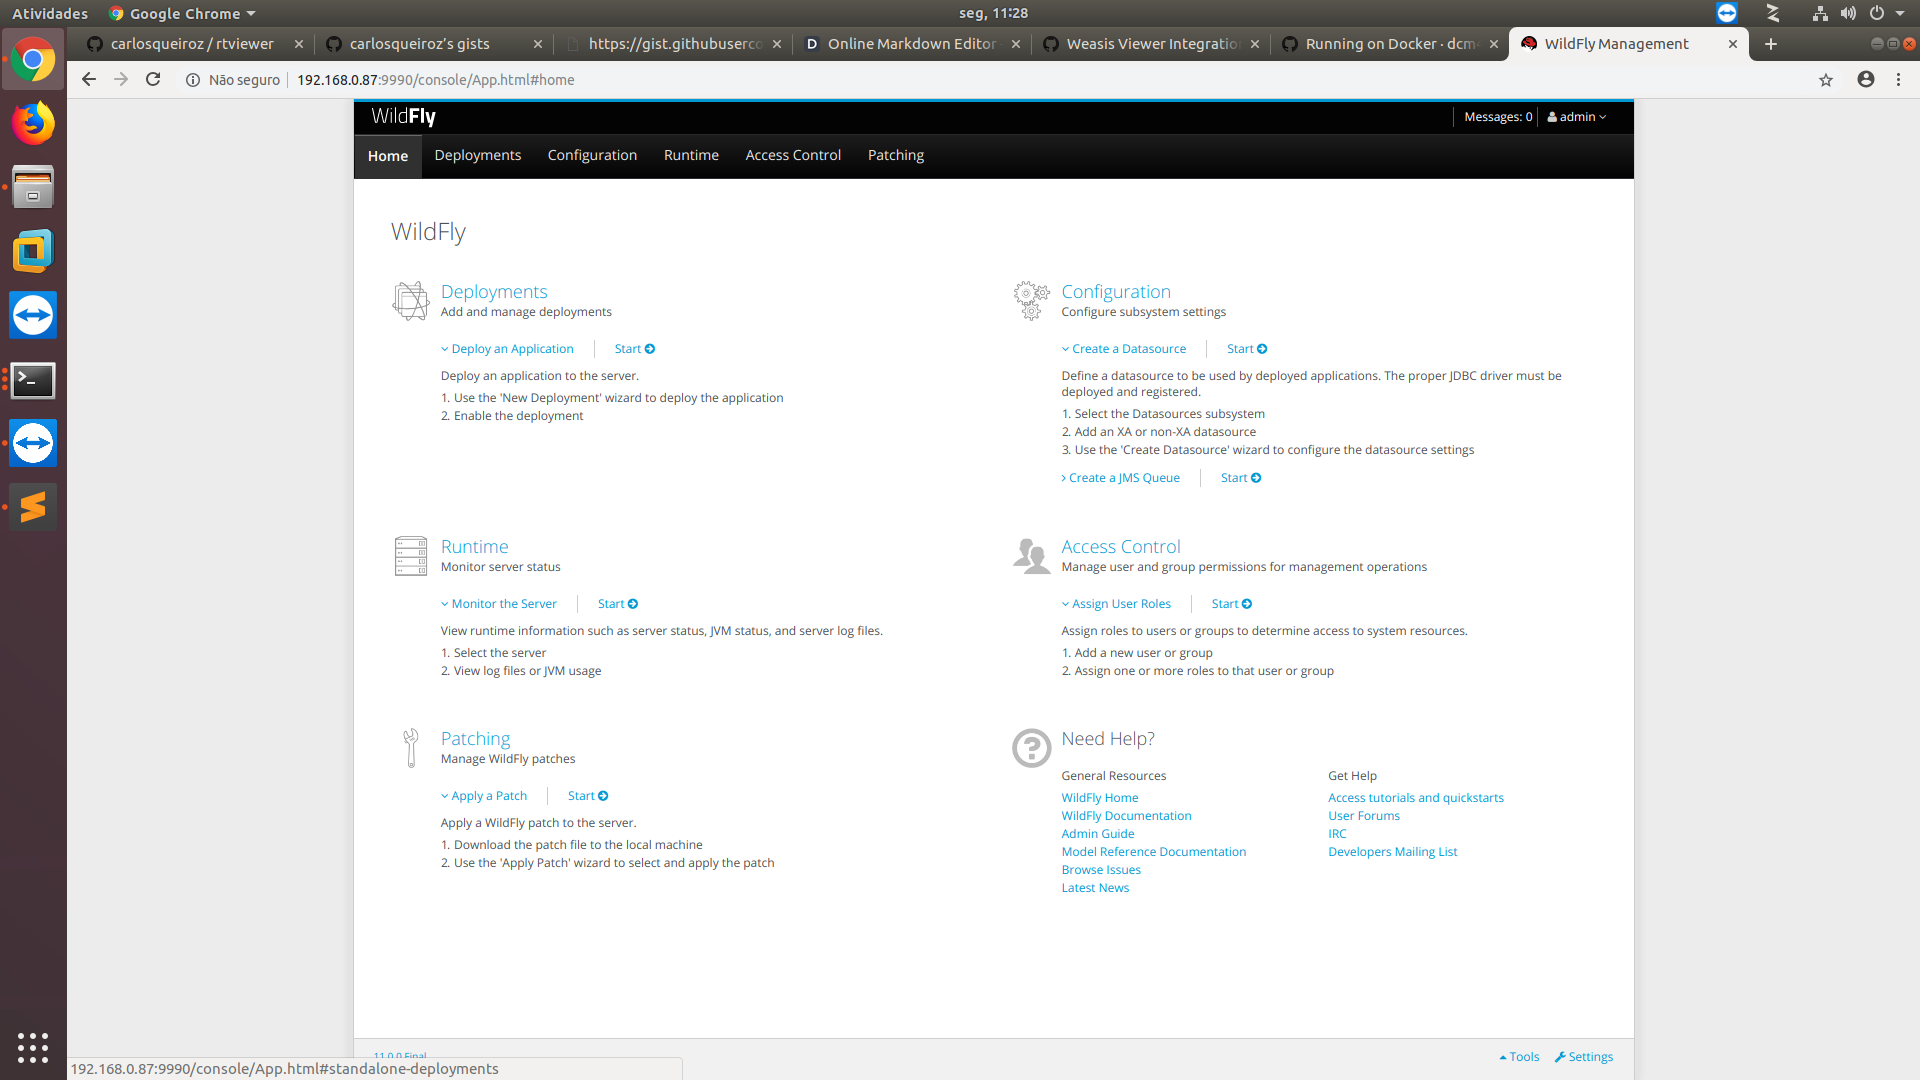 Atividades
Google Chrome
seg, 11:28
carlosqueiroz / rtviewer
carlosqueiroz's gists
https://gist.githubuserco
Online Markdown Editor
Weasis Viewer Integration
Running on Docker · dcm
WildFly Management
Não seguro
192.168.0.87:9990/console/App.html#home
WildFly
Messages: 0
admin
Home
Deployments
Configuration
Runtime
Access Control
Patching
WildFly
Deployments
Add and manage deployments
Deploy an Application
Start
Deploy an application to the server.
1. Use the 'New Deployment' wizard to deploy the application
2. Enable the deployment
Configuration
Configure subsystem settings
Create a Datasource
Start
Define a datasource to be used by deployed applications. The proper JDBC driver must be
deployed and registered.
1. Select the Datasources subsystem
2. Add an XA or non-XA datasource
3. Use the 'Create Datasource' wizard to configure the datasource settings
Create a JMS Queue
Start
Runtime
Monitor server status
Monitor the Server
Start
View runtime information such as server status, JVM status, and server log files.
1. Select the server
2. View log files or JVM usage
Access Control
Manage user and group permissions for management operations
Assign User Roles
Start
Assign roles to users or groups to determine access to system resources.
1. Add a new user or group
2. Assign one or more roles to that user or group
Patching
Manage WildFly patches
Apply a Patch
Start
Apply a WildFly patch to the server.
1. Download the patch file to the local machine
2. Use the 'Apply Patch' wizard to select and apply the patch
Need Help?
General Resources
WildFly Home
WildFly Documentation
Admin Guide
Model Reference Documentation
Browse Issues
Latest News
Get Help
Access tutorials and quickstarts
User Forums
IRC
Developers Mailing List
11.0.0.Final
Tools
Settings
192.168.0.87:9990/console/App.html#standalone-deployments